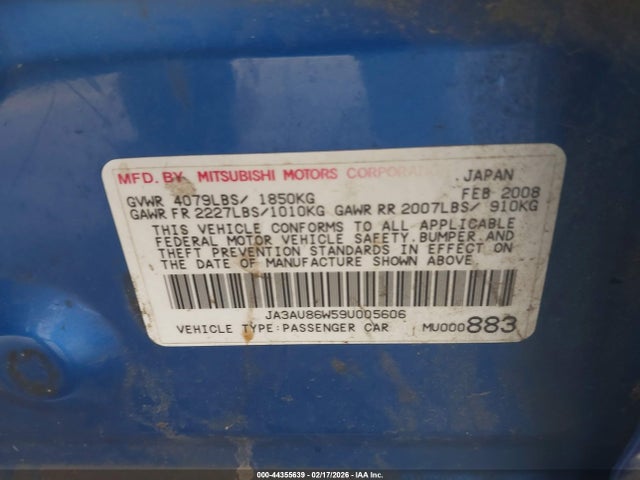 MFD. BY MITSUBISHI MOTORS CORPORATION JAPAN
GVWR 4079LBS/ 1850KG FEB 2008
GAWR FR 2227LBS/1010KG GAWR RR 2007LBS/ 910KG
THIS VEHICLE CONFORMS TO ALL APPLICABLE
FEDERAL MOTOR VEHICLE SAFETY, BUMPER, AND
THEFT PREVENTION STANDARDS IN EFFECT ON
THE DATE OF MANUFACTURE SHOWN ABOVE.
JA3AU86W59U005606
VEHICLE TYPE: PASSENGER CAR MU000883
000-44355639 - 02/17/2026 - IAA Inc.